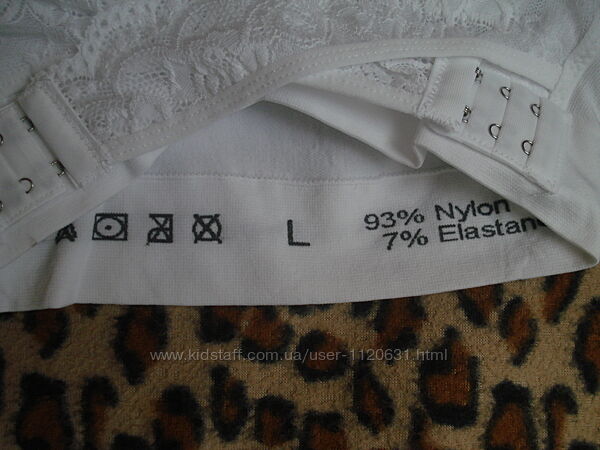 L
93% Nylon
7% Elastan
www.kidstaff.com.ua/user-1120631.html